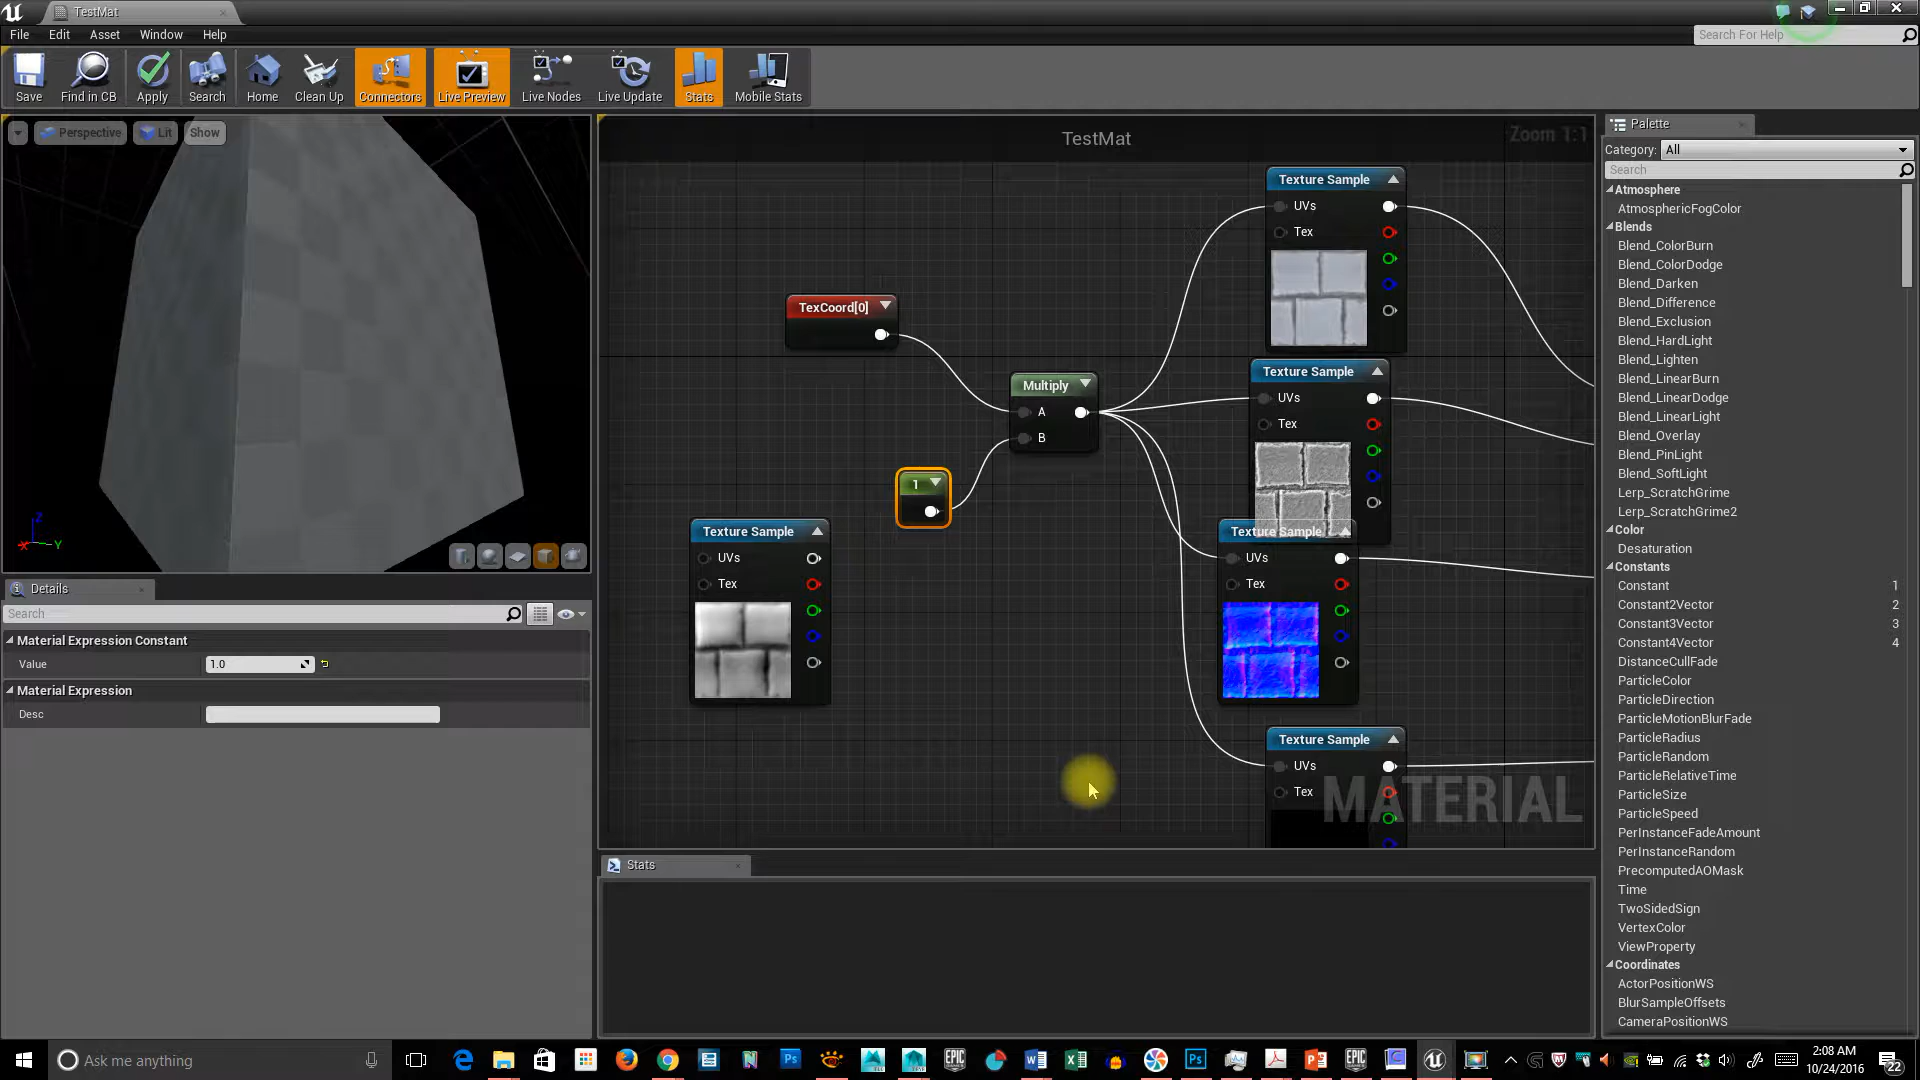 TestMat
File Edit Asset Window Help
Search For Help
Save Find in CB Apply Search Home Clean Up Connectors Live Preview Live Nodes Live Update Stats Mobile Stats
Perspective Lit Show
TestMat
Zoom 1:1
Palette
Category: All
Search
Atmosphere
AtmosphericFogColor
Blends
Blend_ColorBurn
Blend_ColorDodge
Blend_Darken
Blend_Difference
Blend_Exclusion
Blend_HardLight
Blend_Lighten
Blend_LinearBurn
Blend_LinearDodge
Blend_LinearLight
Blend_Overlay
Blend_PinLight
Blend_SoftLight
Lerp_ScratchGrime
Lerp_ScratchGrime2
Color
Desaturation
Constants
Constant 1
Constant2Vector 2
Constant3Vector 3
Constant4Vector 4
DistanceCullFade
ParticleColor
ParticleDirection
ParticleMotionBlurFade
ParticleRadius
ParticleRandom
ParticleRelativeTime
ParticleSize
ParticleSpeed
PerInstanceFadeAmount
PerInstanceRandom
PrecomputedAOMask
Time
TwoSidedSign
VertexColor
ViewProperty
Coordinates
ActorPositionWS
BlurSampleOffsets
CameraPositionWS
Texture Sample
UVs
Tex
TexCoord[0]
Multiply
A
B
1
Texture Sample
UVs
Tex
Texture Sample
UVs
Tex
Texture Sample
UVs
Tex
Texture Sample
UVs
Tex
MATERIAL
Z
X
Y
Details
Search
Material Expression Constant
Value 1.0
Material Expression
Desc
Stats
Ask me anything
2:08 AM
10/24/2016
22